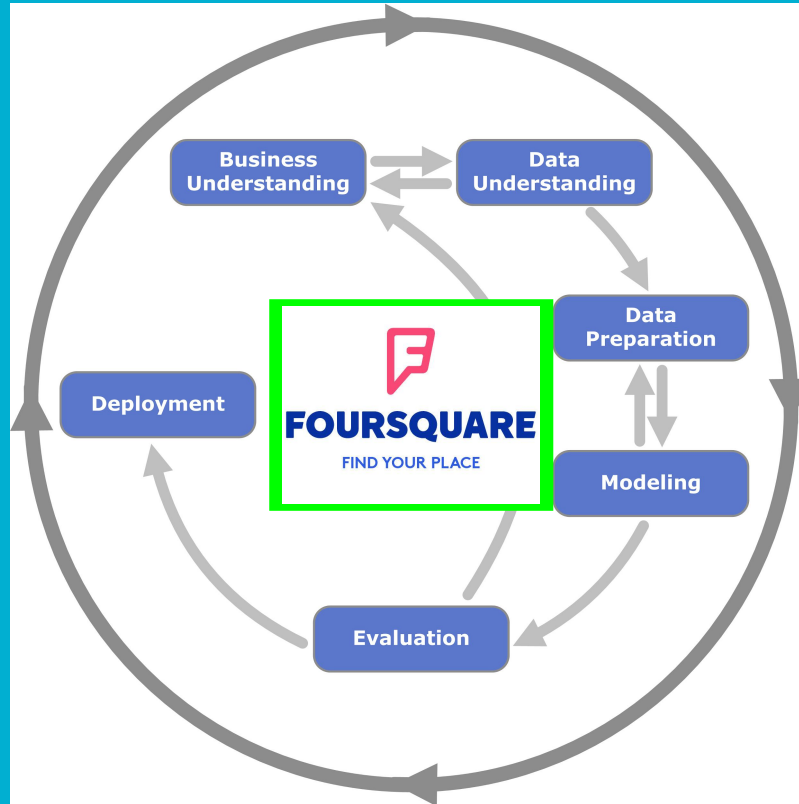 Business
Understanding
Data
Understanding
Data
Preparation
FOURSQUARE
FIND YOUR PLACE
Deployment
Modeling
Evaluation